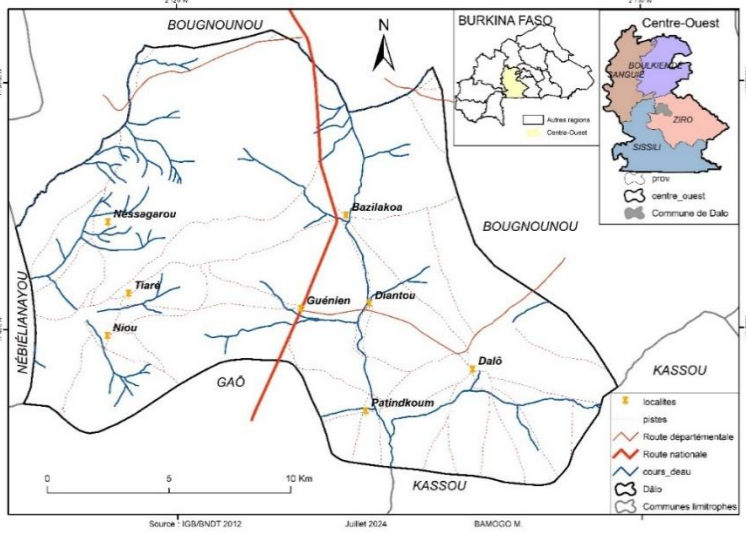 BOUGNOUNOU
BURKINA FASO
Autres regions
Centre-Ouest
Centre-Ouest
BOULKIENDE
SANGUIE
ZIRO
SISSILI
prov
centre_ouest
Commune de Dalo
Nessagarou
Bazilakoa
BOUGNOUNOU
Tiaré
Guénien
Diantou
Niou
NÉBIÉLIANAYOU
GAÔ
Dalô
KASSOU
Patindkoum
KASSOU
localites
pistes
Route départementale
Route nationale
cours_deau
Dâlo
Communes limitrophes
0 5 10 Km
Source : IGB/BNDT 2012 Juillet 2024 BAMOGO M.